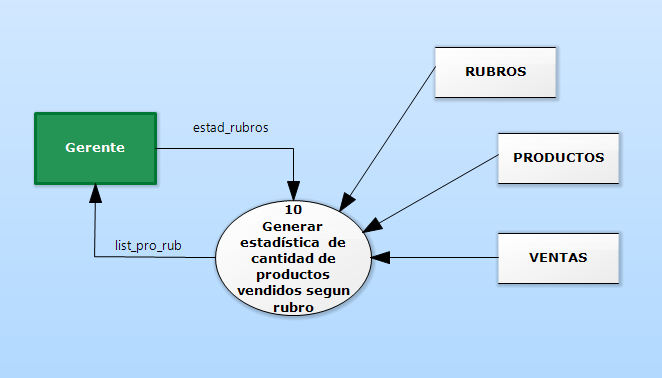 RUBROS
estad_rubros
Gerente
PRODUCTOS
10
Generar
estadística de
cantidad de
productos
vendidos segun
rubro
list_pro_rub
VENTAS